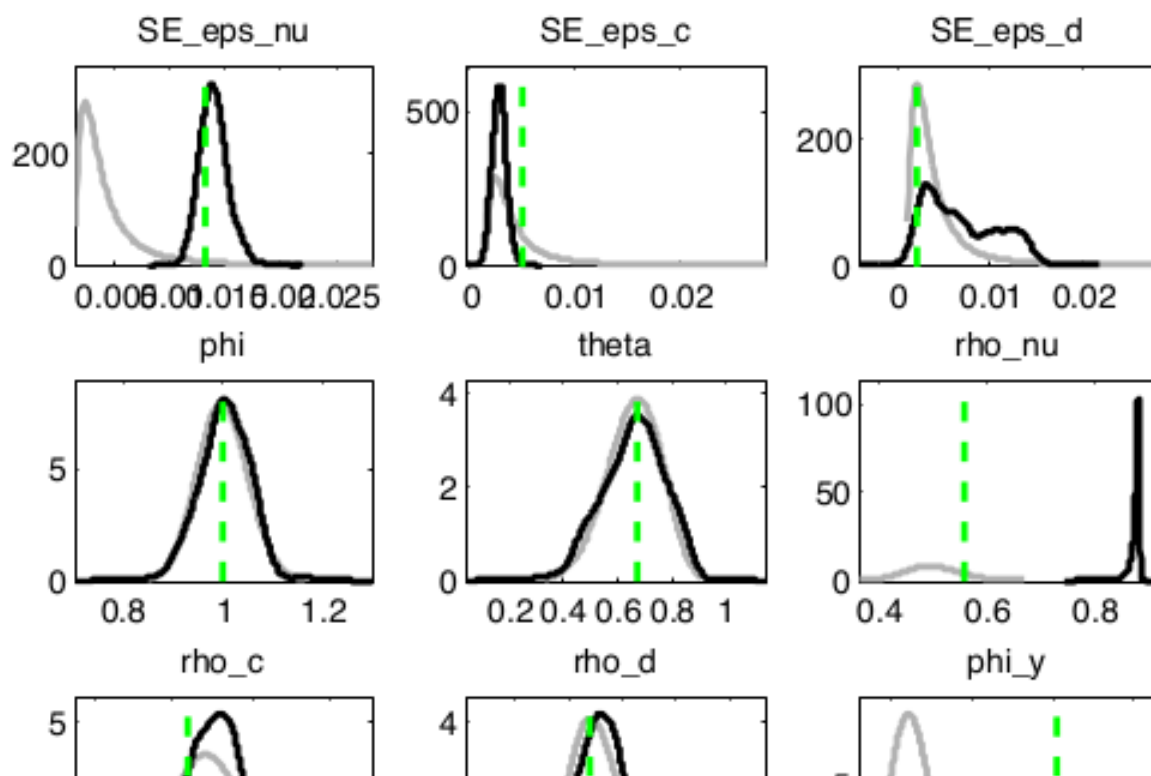 SE_eps_nu SE_eps_c SE_eps_d
200 0
500 0
200 0
0 0.01 0.02
0 0.01 0.02
phi theta rho_nu
5 0
4 2 0
100 50 0
0.8 1 1.2
0.2 0.4 0.6 0.8 1
0.4 0.6 0.8
rho_c rho_d phi_y
5 4